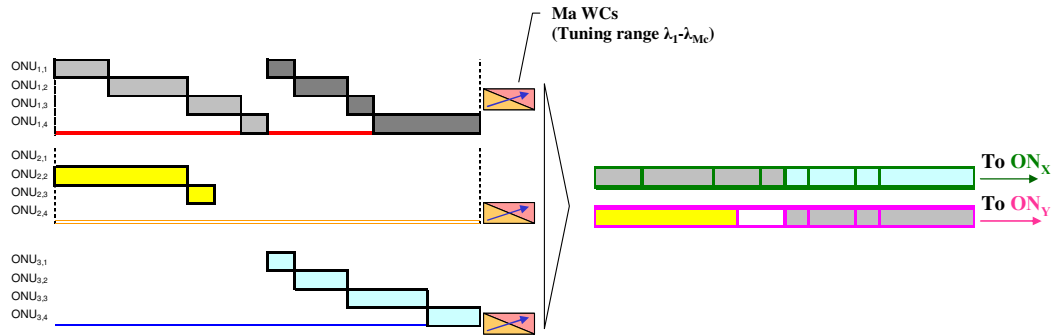 Ma WCs
(Tuning range λ1-λMc)
ONU1,1
ONU1,2
ONU1,3
ONU1,4
ONU2,1
ONU2,2
ONU2,3
ONU2,4
ONU3,1
ONU3,2
ONU3,3
ONU3,4
To ONX
To ONY